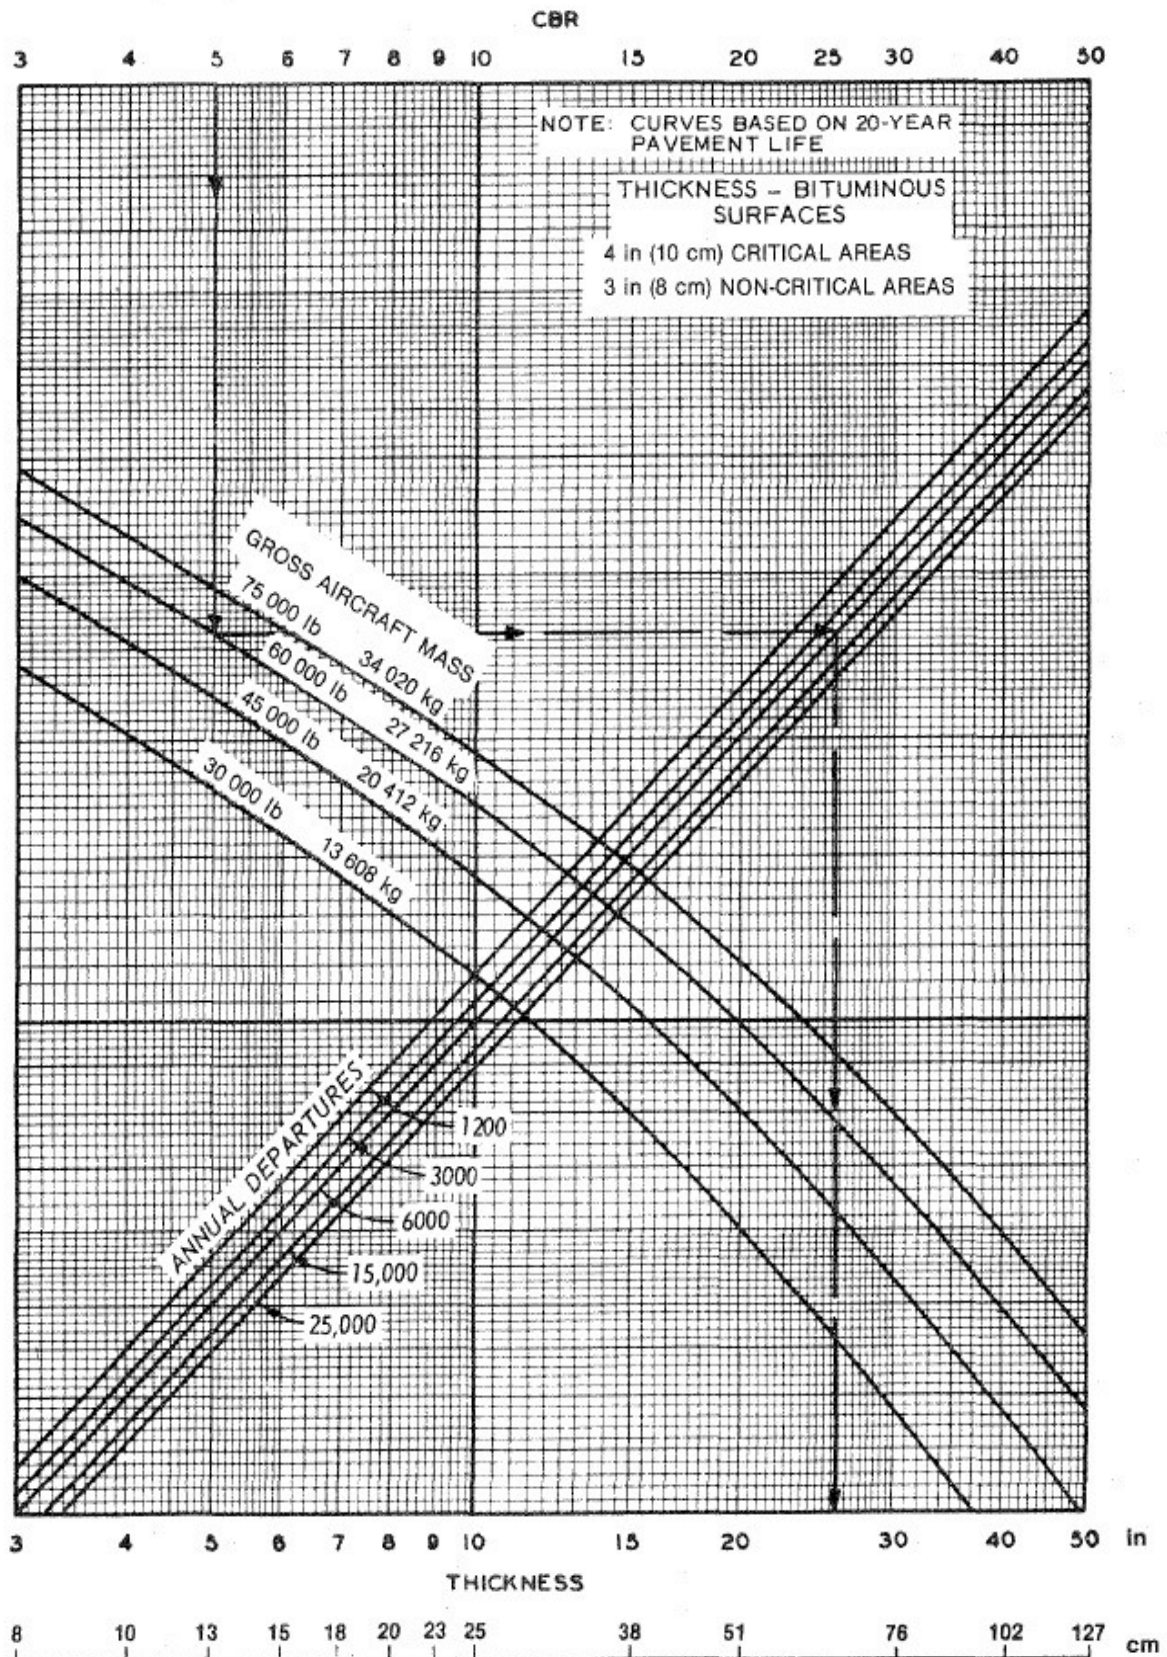 CBR
3 4 5 6 7 8 9 10 15 20 25 30 40 50
NOTE: CURVES BASED ON 20-YEAR
PAVEMENT LIFE
THICKNESS – BITUMINOUS
SURFACES
4 in (10 cm) CRITICAL AREAS
3 in (8 cm) NON-CRITICAL AREAS
GROSS AIRCRAFT MASS
75 000 lb 34 020 kg
60 000 lb 27 216 kg
45 000 lb 20 412 kg
30 000 lb 13 608 kg
ANNUAL DEPARTURES
1200
3000
6000
15,000
25,000
3 4 5 6 7 8 9 10 15 20 30 40 50 in
THICKNESS
8 10 13 15 18 20 23 25 38 51 76 102 127 cm